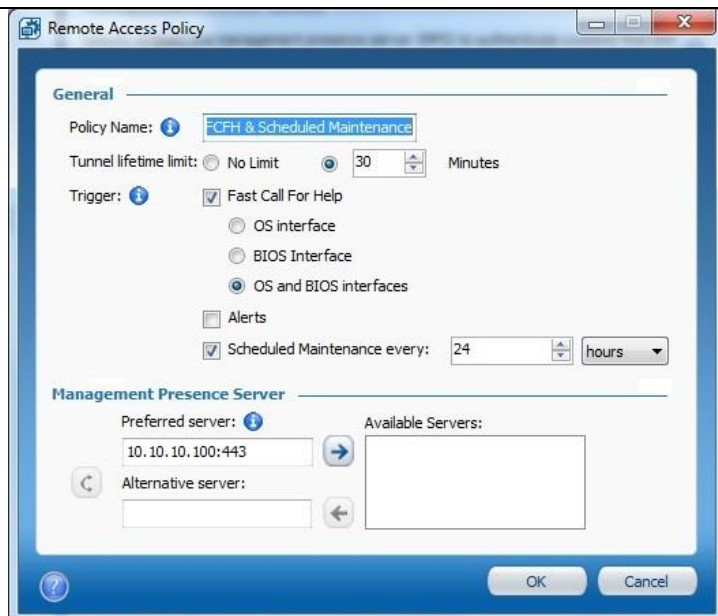 Remote Access Policy
General
Policy Name: FCFH & Scheduled Maintenance
Tunnel lifetime limit: No Limit 30 Minutes
Trigger: Fast Call For Help
OS interface
BIOS Interface
OS and BIOS interfaces
Alerts
Scheduled Maintenance every: 24 hours
Management Presence Server
Preferred server: Available Servers:
10.10.10.100:443
Alternative server:
OK Cancel